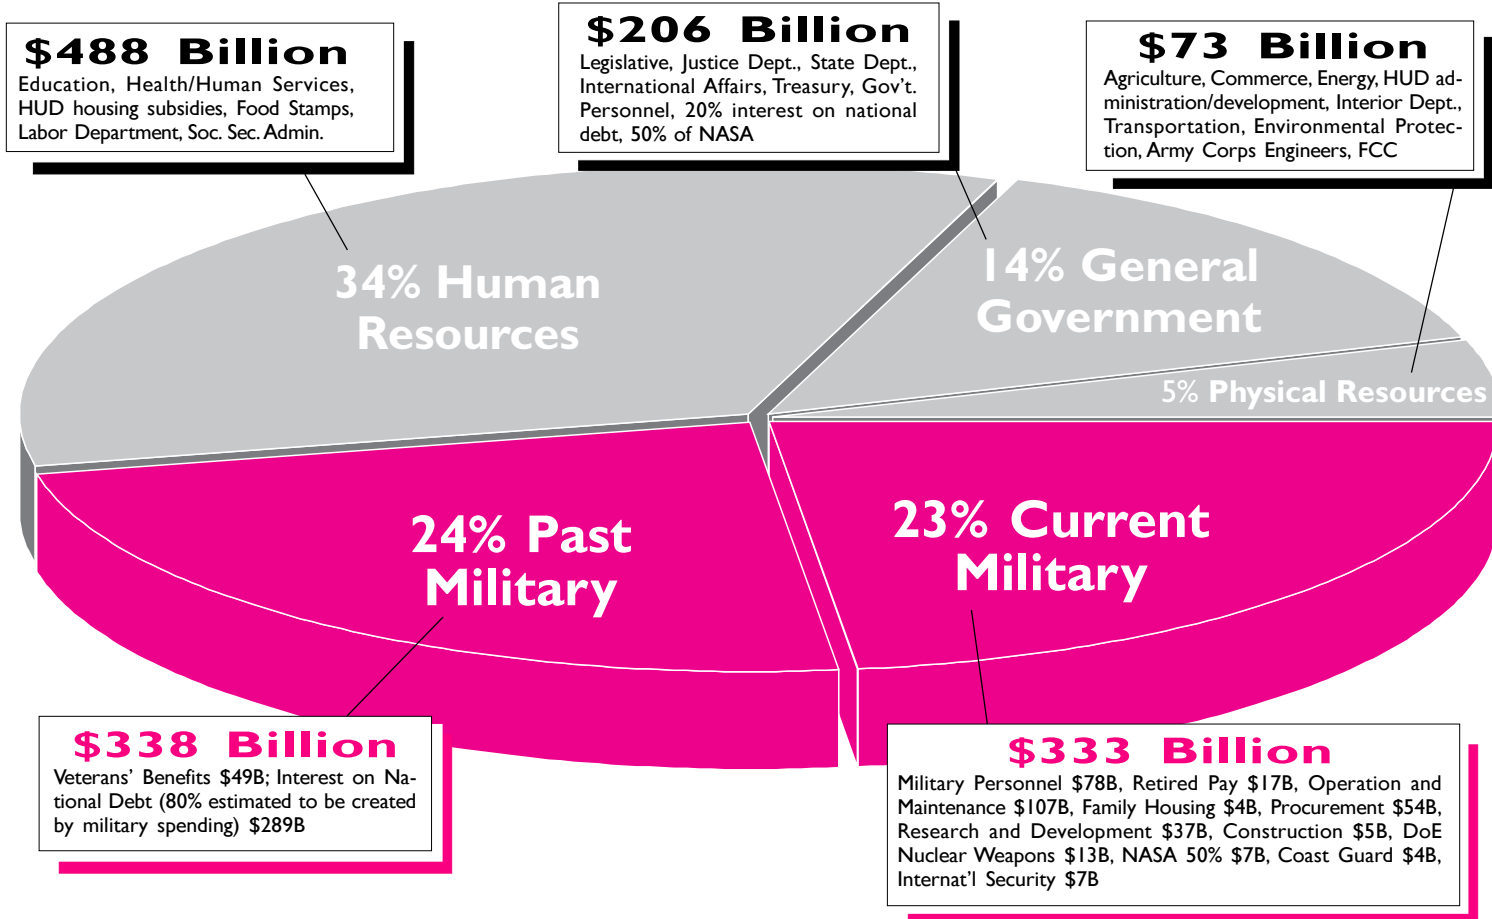 $488 Billion
Education, Health/Human Services,
HUD housing subsidies, Food Stamps,
Labor Department, Soc. Sec. Admin.
$206 Billion
Legislative, Justice Dept., State Dept.,
International Affairs, Treasury, Gov't.
Personnel, 20% interest on national
debt, 50% of NASA
$73 Billion
Agriculture, Commerce, Energy, HUD ad-
ministration/development, Interior Dept.,
Transportation, Environmental Protec-
tion, Army Corps Engineers, FCC
34% Human
Resources
14% General
Government
5% Physical Resources
24% Past
Military
23% Current
Military
$338 Billion
Veterans' Benefits $49B; Interest on Na-
tional Debt (80% estimated to be created
by military spending) $289B
$333 Billion
Military Personnel $78B, Retired Pay $17B, Operation and
Maintenance $107B, Family Housing $4B, Procurement $54B,
Research and Development $37B, Construction $5B, DoE
Nuclear Weapons $13B, NASA 50% $7B, Coast Guard $4B,
Internat'l Security $7B